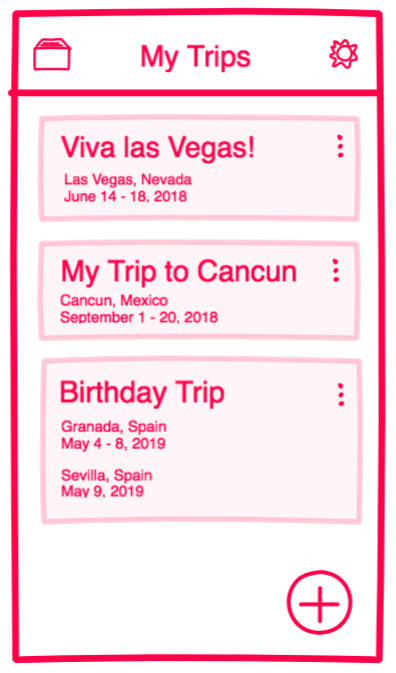 My Trips
Viva las Vegas!
Las Vegas, Nevada
June 14 - 18, 2018
My Trip to Cancun
Cancun, Mexico
September 1 - 20, 2018
Birthday Trip
Granada, Spain
May 4 - 8, 2019
Sevilla, Spain
May 9, 2019